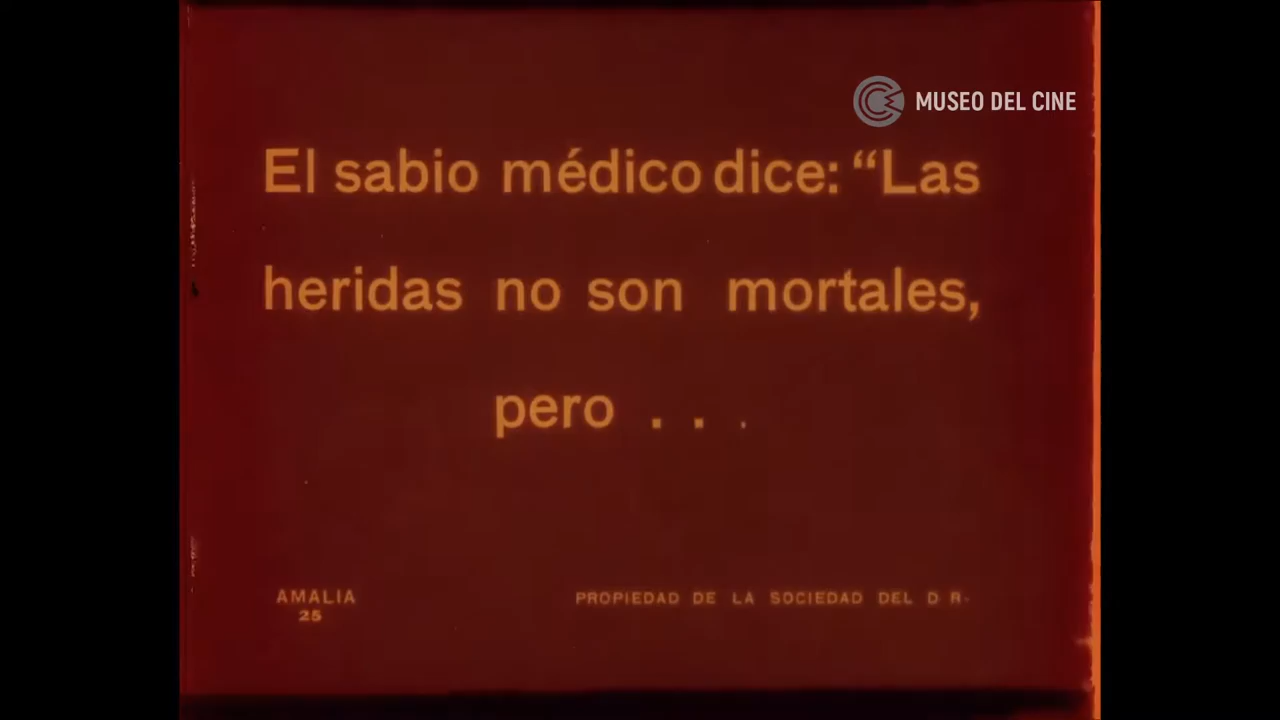 MUSEO DEL CINE
El sabio médico dice: “Las
heridas no son mortales,
pero . . .
AMALIA
25
PROPIEDAD DE LA SOCIEDAD DEL D R.